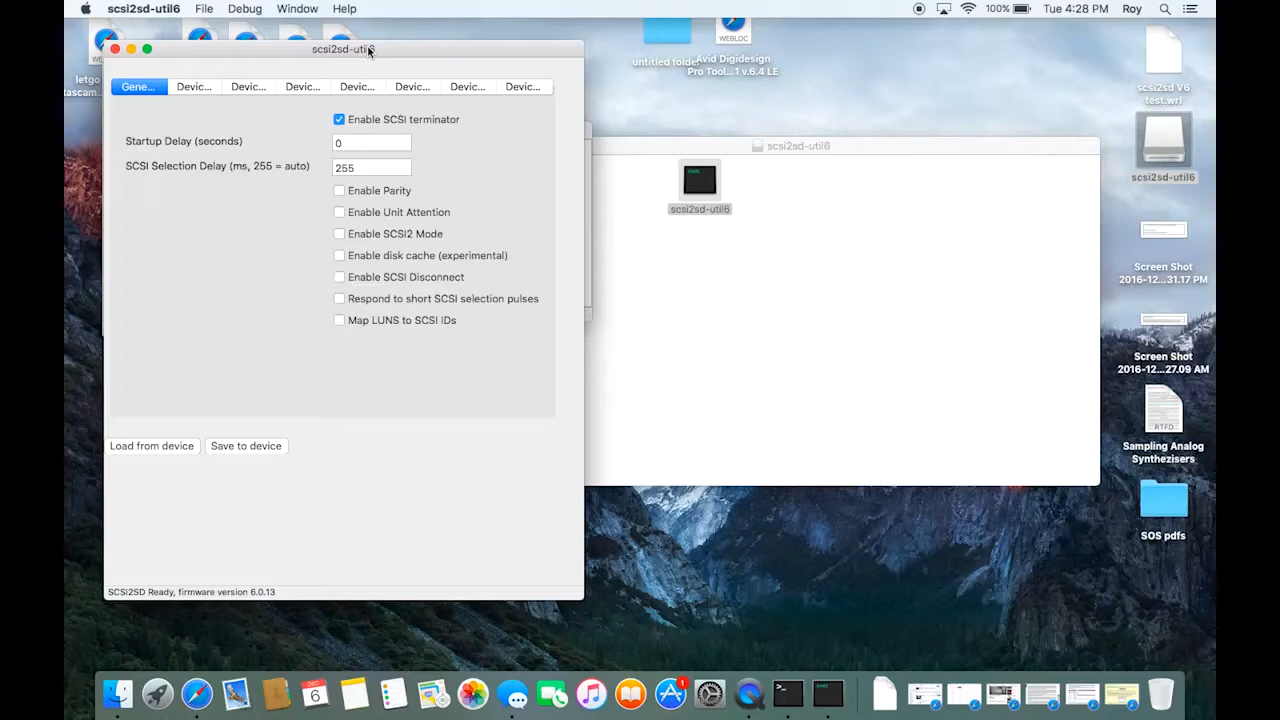 scsi2sd-util6 File Debug Window Help
100% Tue 4:28 PM Roy
letgo
tascam...
untitled folder
WEBLOC
Avid Digidesign
Pro Tool...1 v.6.4 LE
scsi2sd V6
test.wrl
scsi2sd-util6
Screen Shot
2016-12...31.17 PM
Screen Shot
2016-12...27.09 AM
RTFD
Sampling Analog
Synthezisers
SOS pdfs
scsi2sd-util6
exec
scsi2sd-util6
scsi2sd-util6
Gene... Devic... Devic... Devic... Devic... Devic... Devic... Devic...
Enable SCSI terminator
Startup Delay (seconds) 0
SCSI Selection Delay (ms, 255 = auto) 255
Enable Parity
Enable Unit Attention
Enable SCSI2 Mode
Enable disk cache (experimental)
Enable SCSI Disconnect
Respond to short SCSI selection pulses
Map LUNS to SCSI IDs
Load from device Save to device
SCSI2SD Ready, firmware version 6.0.13
DEC
6
1
exec